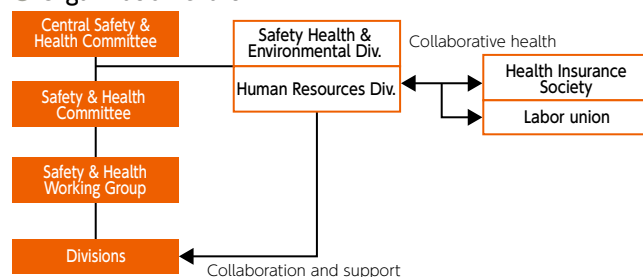 Central Safety &
Health Committee
Safety Health &
Environmental Div.
Collaborative health
Human Resources Div.
Health Insurance
Society
Labor union
Safety & Health
Committee
Safety & Health
Working Group
Divisions
Collaboration and support